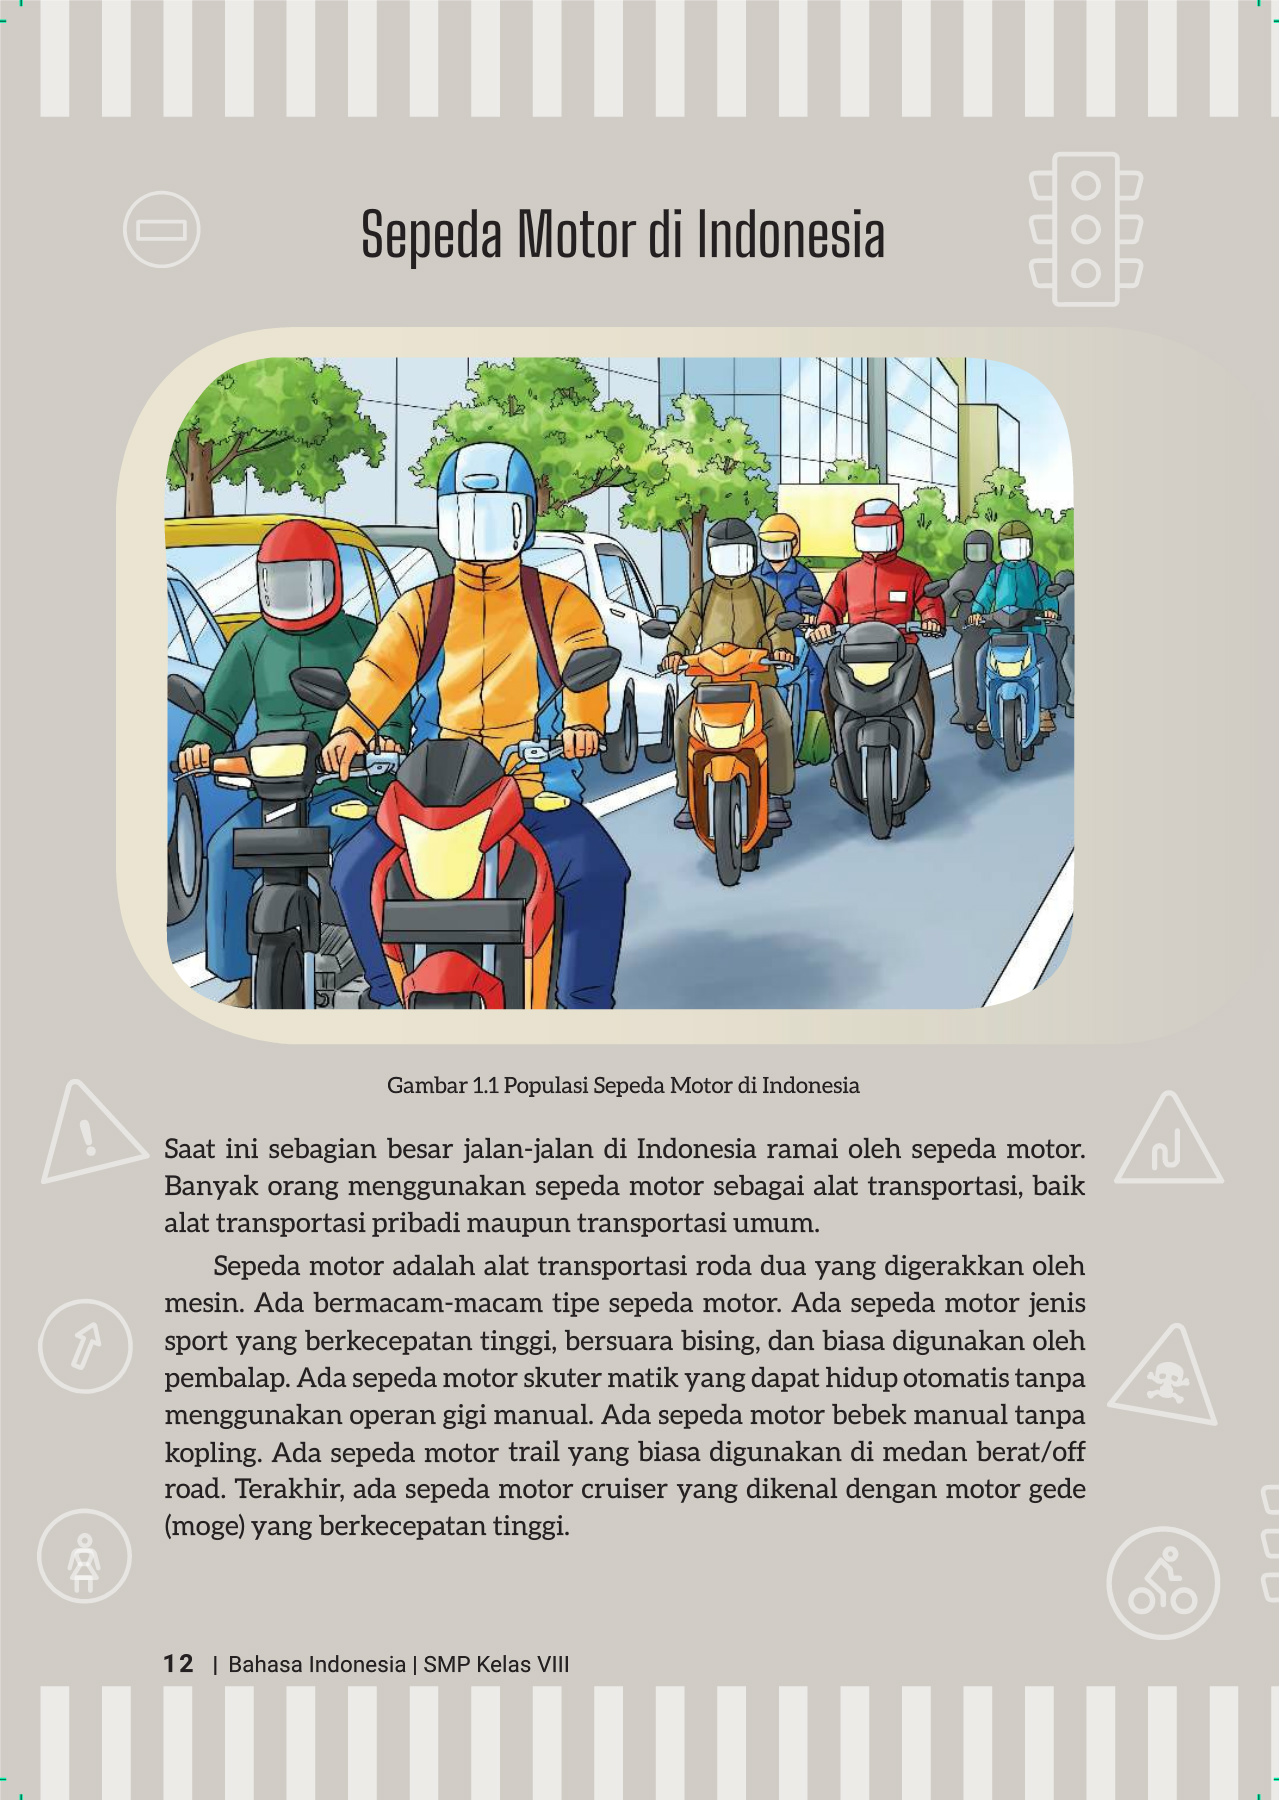 Sepeda Motor di Indonesia
Gambar 1.1 Populasi Sepeda Motor di Indonesia
Saat ini sebagian besar jalan-jalan di Indonesia ramai oleh sepeda motor.
Banyak orang menggunakan sepeda motor sebagai alat transportasi, baik
alat transportasi pribadi maupun transportasi umum.
Sepeda motor adalah alat transportasi roda dua yang digerakkan oleh
mesin. Ada bermacam-macam tipe sepeda motor. Ada sepeda motor jenis
sport yang berkecepatan tinggi, bersuara bising, dan biasa digunakan oleh
pembalap. Ada sepeda motor skuter matik yang dapat hidup otomatis tanpa
menggunakan operan gigi manual. Ada sepeda motor bebek manual tanpa
kopling. Ada sepeda motor trail yang biasa digunakan di medan berat/off
road. Terakhir, ada sepeda motor cruiser yang dikenal dengan motor gede
(moge) yang berkecepatan tinggi.
12 | Bahasa Indonesia | SMP Kelas VIII